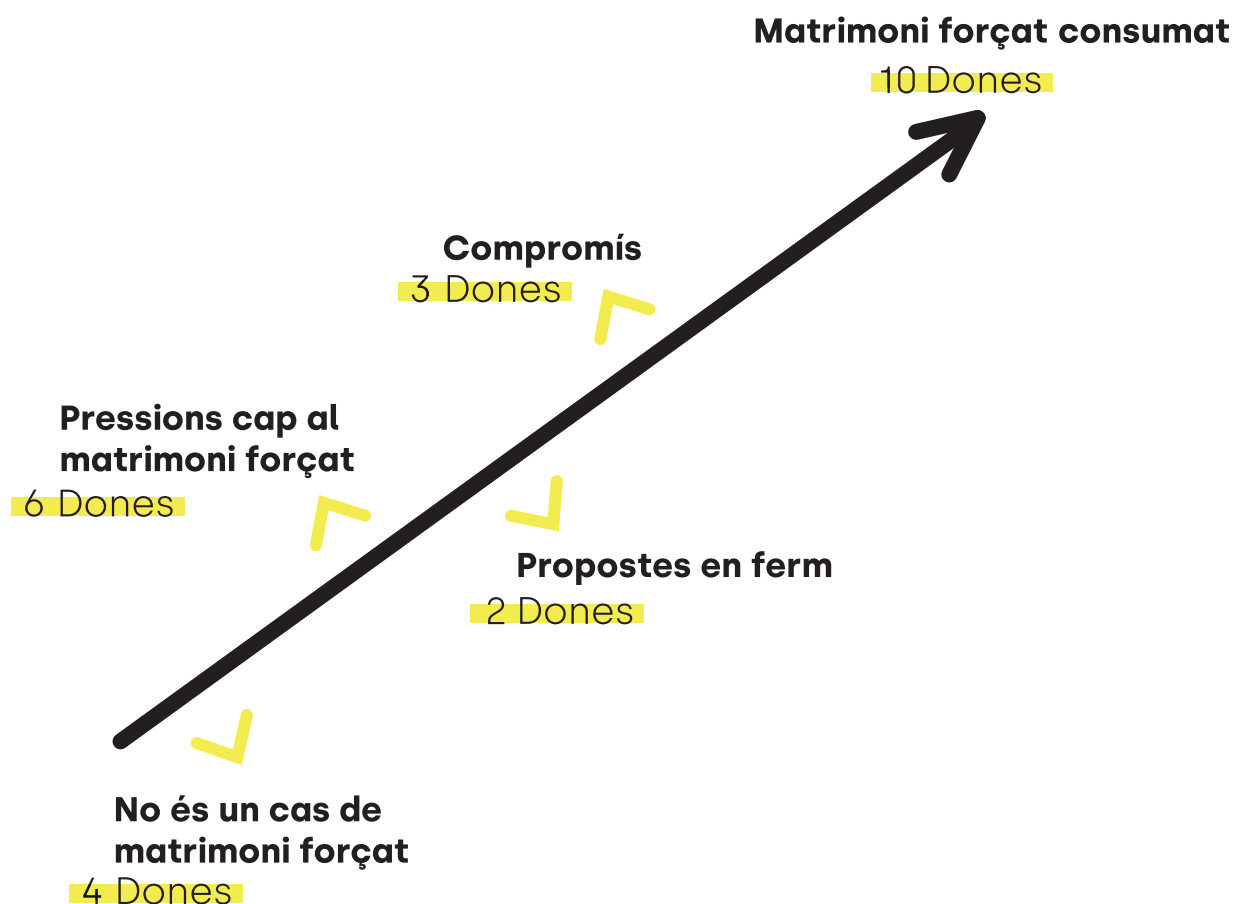 Matrimoni forçat consumat
10 Dones
Compromís
3 Dones
Pressions cap al
matrimoni forçat
6 Dones
Propostes en ferm
2 Dones
No és un cas de
matrimoni forçat
4 Dones